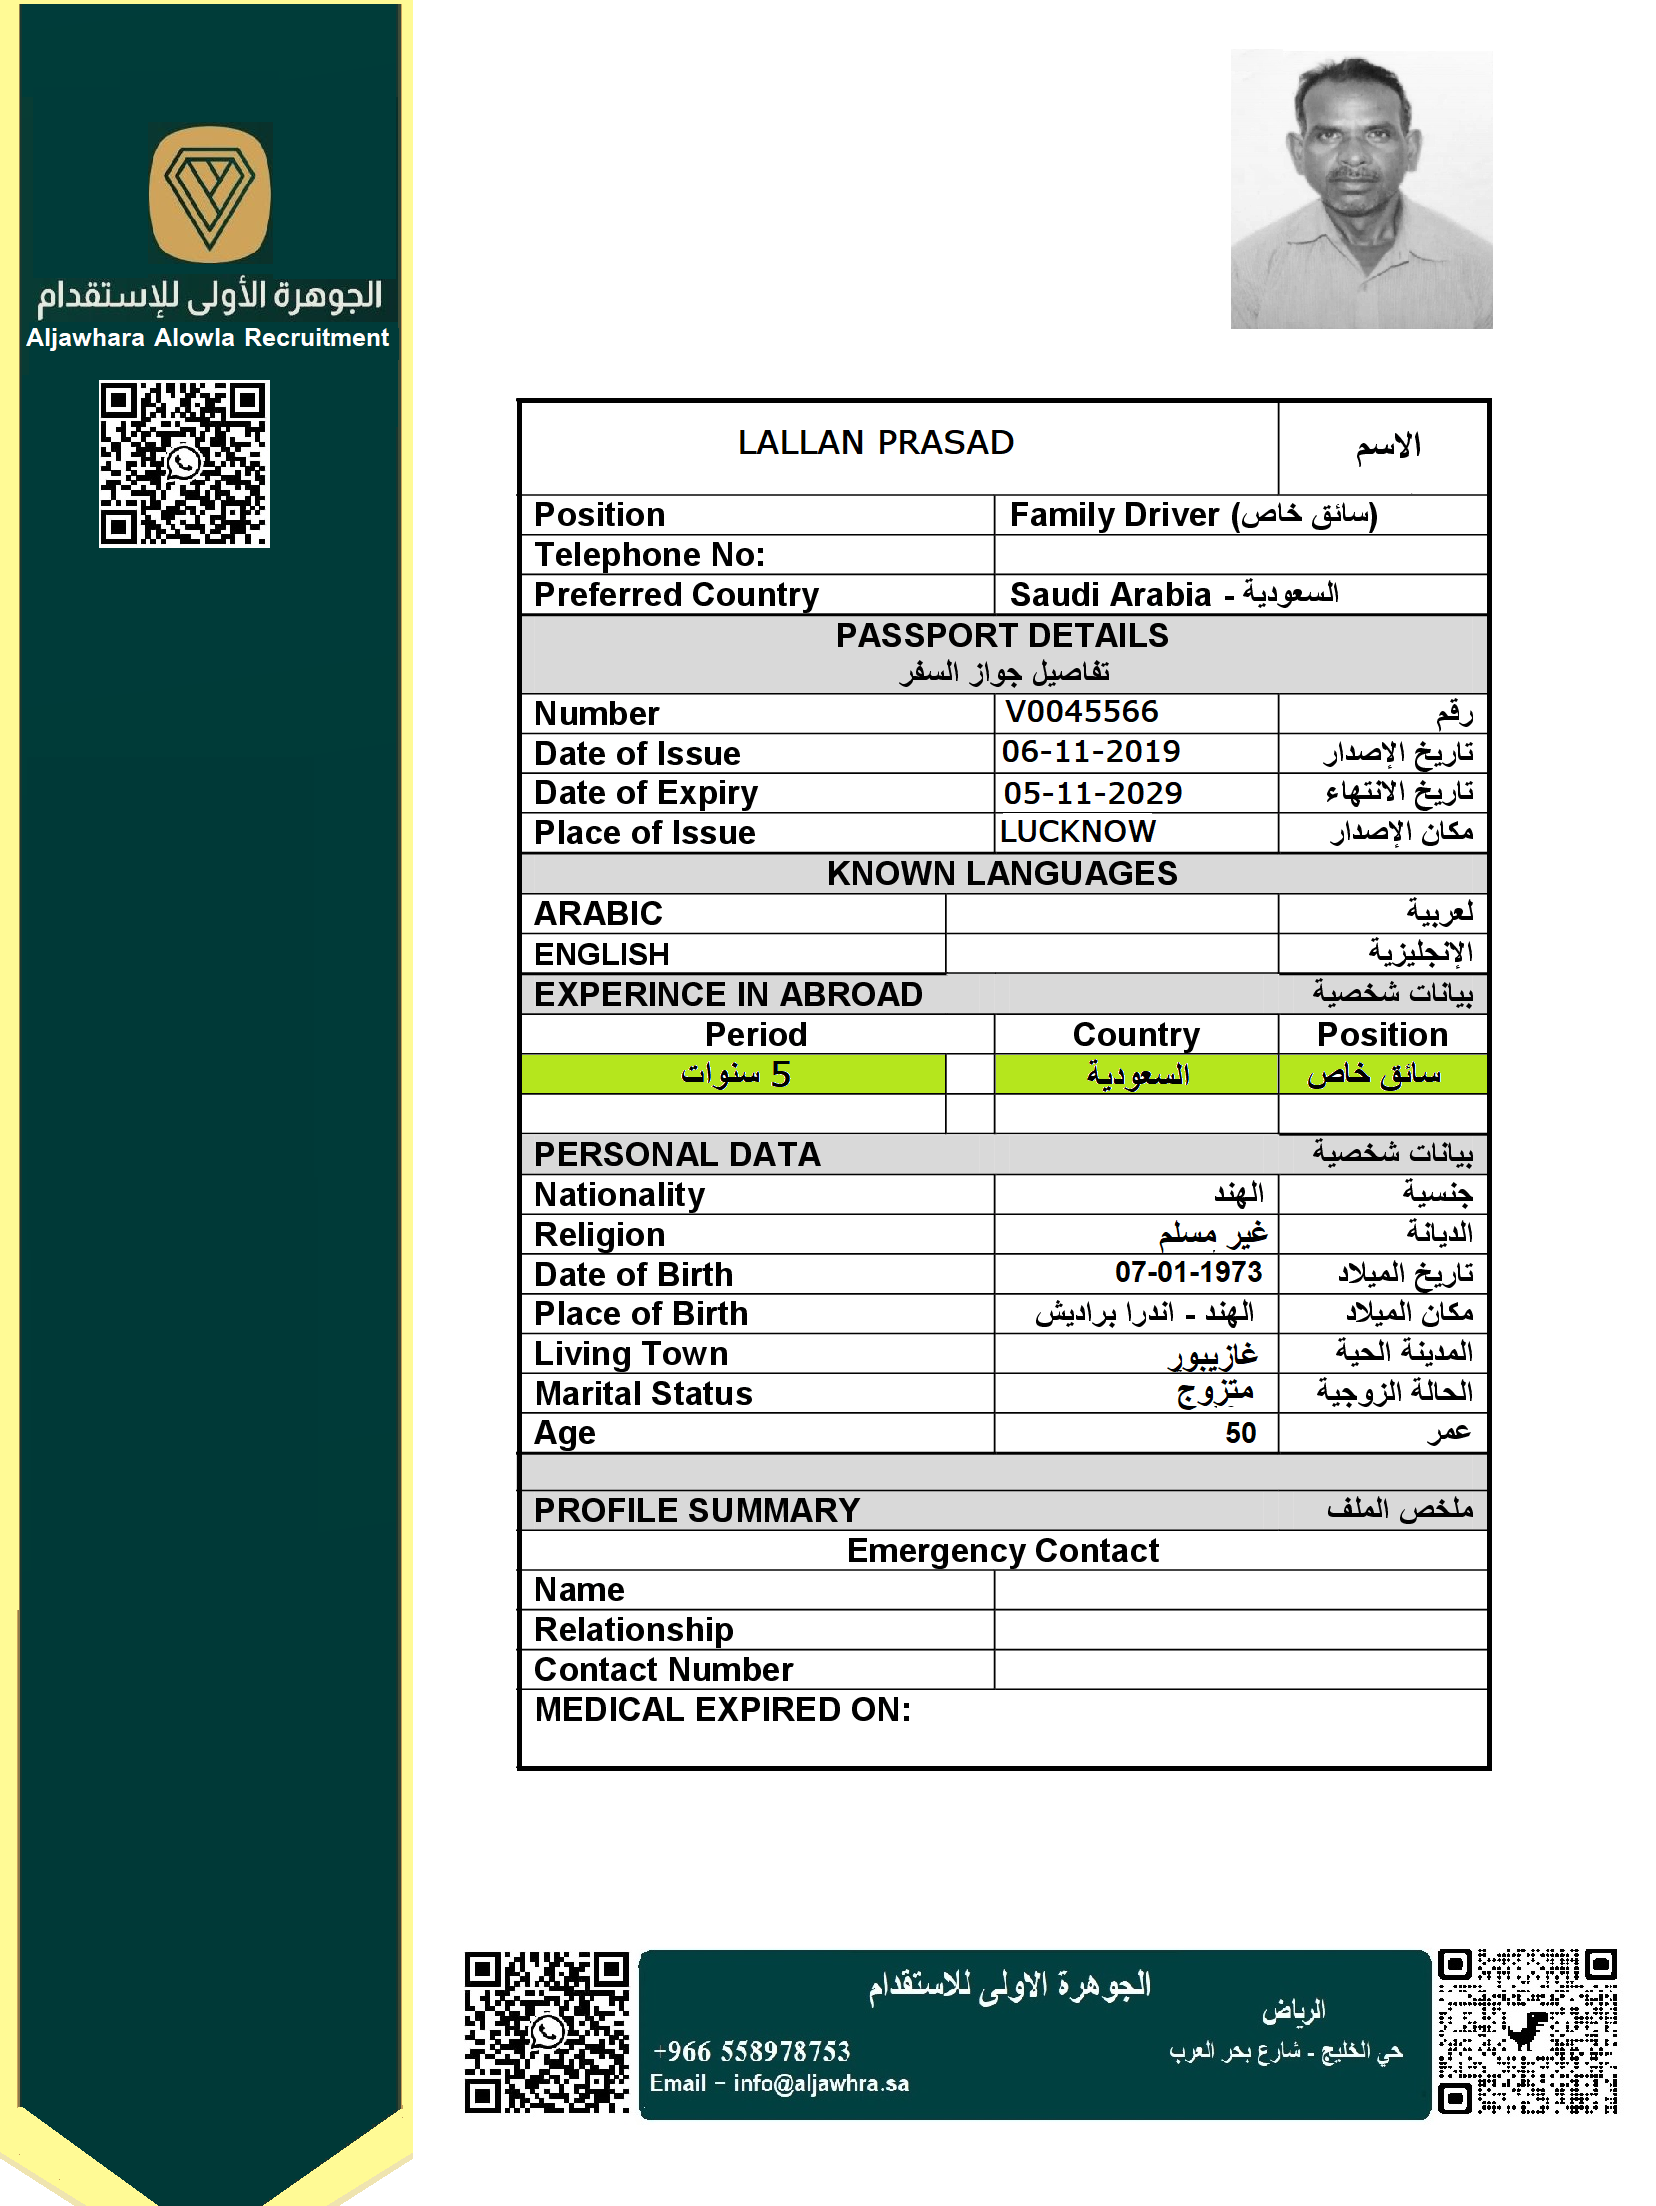 الجوهرة الأولى للإستقدام
Aljawhara Alowla Recruitment
LALLAN PRASAD الاسم
Position Family Driver (سائق خاص)
Telephone No:
Preferred Country Saudi Arabia - السعودية
PASSPORT DETAILS
تفاصيل جواز السفر
Number V0045566 رقم
Date of Issue 06-11-2019 تاريخ الإصدار
Date of Expiry 05-11-2029 تاريخ الانتهاء
Place of Issue LUCKNOW مكان الإصدار
KNOWN LANGUAGES
ARABIC لعربية
ENGLISH الإنجليزية
EXPERINCE IN ABROAD بيانات شخصية
Period Country Position
5 سنوات السعودية سائق خاص
PERSONAL DATA بيانات شخصية
Nationality الهند جنسية
Religion غير مسلم الديانة
Date of Birth 07-01-1973 تاريخ الميلاد
Place of Birth الهند - اندرا براديش مكان الميلاد
Living Town غازيبور المدينة الحية
Marital Status متزوج الحالة الزوجية
Age 50 عمر
PROFILE SUMMARY ملخص الملف
Emergency Contact
Name
Relationship
Contact Number
MEDICAL EXPIRED ON:
الجوهرة الاولى للاستقدام
الرياض
حي الخليج - شارع بحر العرب
+966 558978753
Email - info@aljawhra.sa